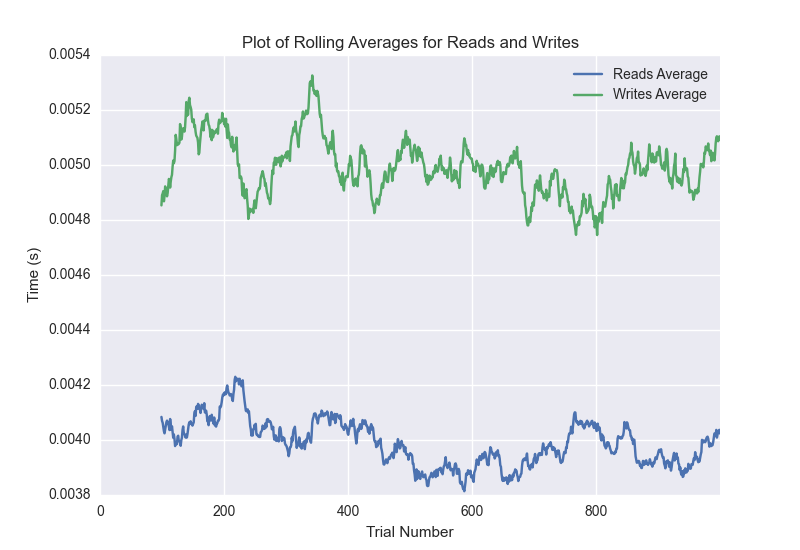 Plot of Rolling Averages for Reads and Writes
0.0054
0.0052
0.0050
0.0048
0.0046
0.0044
0.0042
0.0040
0.0038
Time (s)
Reads Average
Writes Average
0
200
400
600
800
Trial Number